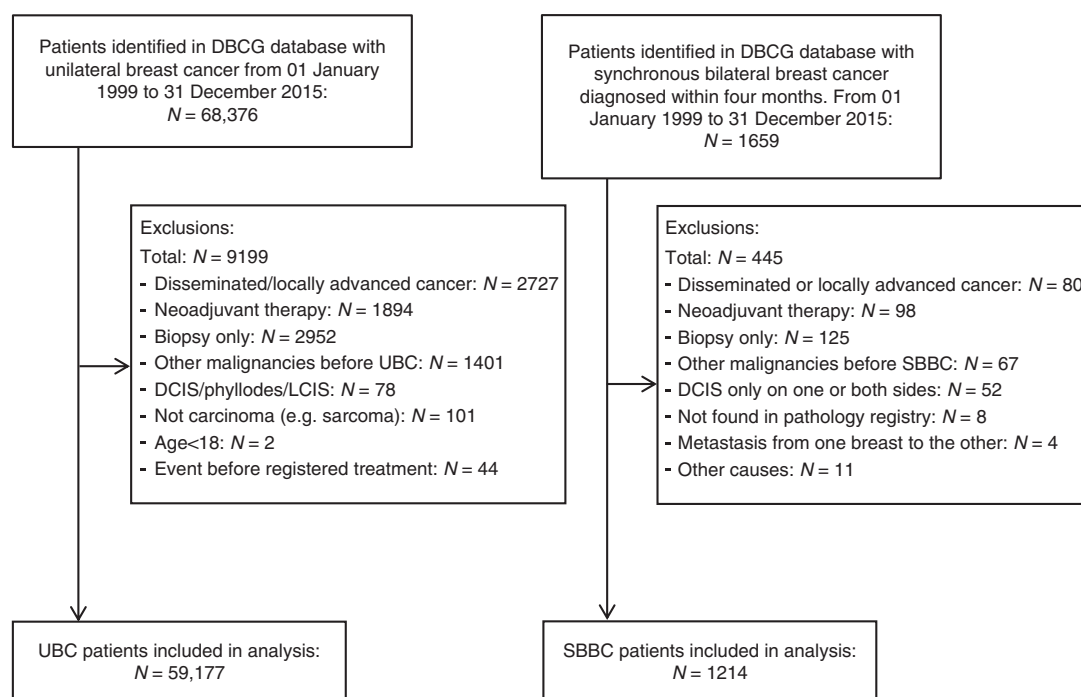 Patients identified in DBCG database with
unilateral breast cancer from 01 January
1999 to 31 December 2015:
N = 68,376
Patients identified in DBCG database with
synchronous bilateral breast cancer
diagnosed within four months. From 01
January 1999 to 31 December 2015:
N = 1659
Exclusions:
Total: N = 9199
- Disseminated/locally advanced cancer: N = 2727
- Neoadjuvant therapy: N = 1894
- Biopsy only: N = 2952
- Other malignancies before UBC: N = 1401
- DCIS/phyllodes/LCIS: N = 78
- Not carcinoma (e.g. sarcoma): N = 101
- Age<18: N = 2
- Event before registered treatment: N = 44
Exclusions:
Total: N = 445
- Disseminated or locally advanced cancer: N = 80
- Neoadjuvant therapy: N = 98
- Biopsy only: N = 125
- Other malignancies before SBBC: N = 67
- DCIS only on one or both sides: N = 52
- Not found in pathology registry: N = 8
- Metastasis from one breast to the other: N = 4
- Other causes: N = 11
UBC patients included in analysis:
N = 59,177
SBBC patients included in analysis:
N = 1214